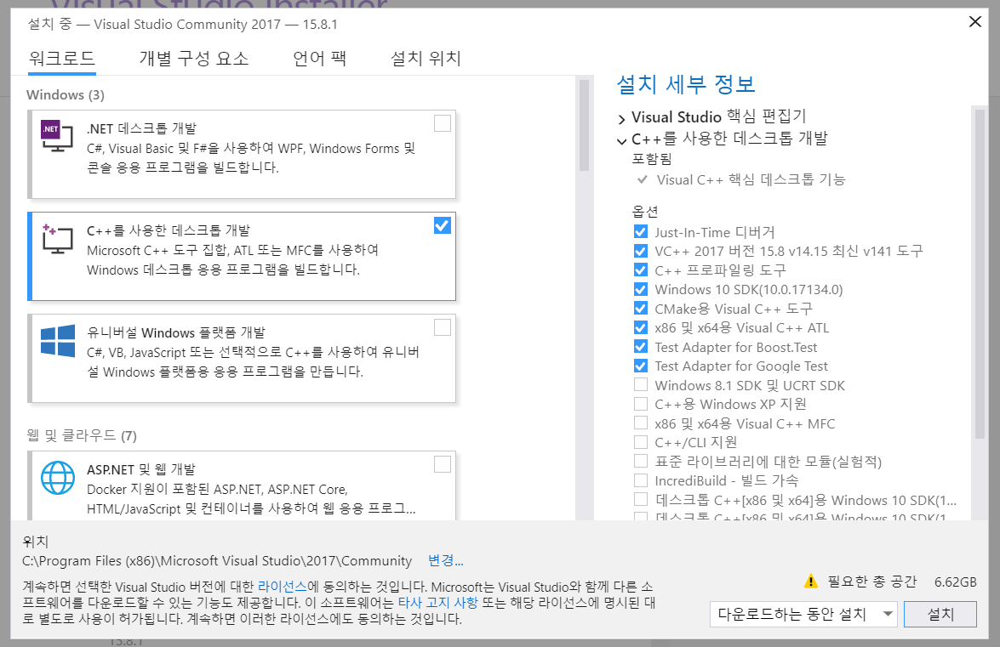 Visual Studio Installer
설치 중 — Visual Studio Community 2017 — 15.8.1
워크로드 개별 구성 요소 언어 팩 설치 위치
Windows (3)
.NET
.NET 데스크톱 개발
C#, Visual Basic 및 F#을 사용하여 WPF, Windows Forms 및
콘솔 응용 프로그램을 빌드합니다.
C++를 사용한 데스크톱 개발
Microsoft C++ 도구 집합, ATL 또는 MFC를 사용하여
Windows 데스크톱 응용 프로그램을 빌드합니다.
유니버설 Windows 플랫폼 개발
C#, VB, JavaScript 또는 선택적으로 C++를 사용하여 유니버
설 Windows 플랫폼용 응용 프로그램을 만듭니다.
웹 및 클라우드 (7)
ASP.NET 및 웹 개발
Docker 지원이 포함된 ASP.NET, ASP.NET Core,
HTML/JavaScript 및 컨테이너를 사용하여 웹 응용 프로그...
설치 세부 정보
Visual Studio 핵심 편집기
C++를 사용한 데스크톱 개발
포함됨
Visual C++ 핵심 데스크톱 기능
옵션
Just-In-Time 디버거
VC++ 2017 버전 15.8 v14.15 최신 v141 도구
C++ 프로파일링 도구
Windows 10 SDK(10.0.17134.0)
CMake용 Visual C++ 도구
x86 및 x64용 Visual C++ ATL
Test Adapter for Boost.Test
Test Adapter for Google Test
Windows 8.1 SDK 및 UCRT SDK
C++용 Windows XP 지원
x86 및 x64용 Visual C++ MFC
C++/CLI 지원
표준 라이브러리에 대한 모듈(실험적)
IncrediBuild - 빌드 가속
데스크톱 C++[x86 및 x64]용 Windows 10 SDK(1...
데스크톱 C++[x86 및 x64]용 Windows 10 SDK(1...
위치
C:\Program Files (x86)\Microsoft Visual Studio\2017\Community 변경...
계속하면 선택한 Visual Studio 버전에 대한 라이선스에 동의하는 것입니다. Microsoft는 Visual Studio와 함께 다른 소
프트웨어를 다운로드할 수 있는 기능도 제공합니다. 이 소프트웨어는 타사 고지 사항 또는 해당 라이선스에 명시된 대
로 별도로 사용이 허가됩니다. 계속하면 이러한 라이선스에도 동의하는 것입니다.
필요한 총 공간 6.62GB
다운로드하는 동안 설치 설치
15.8.1